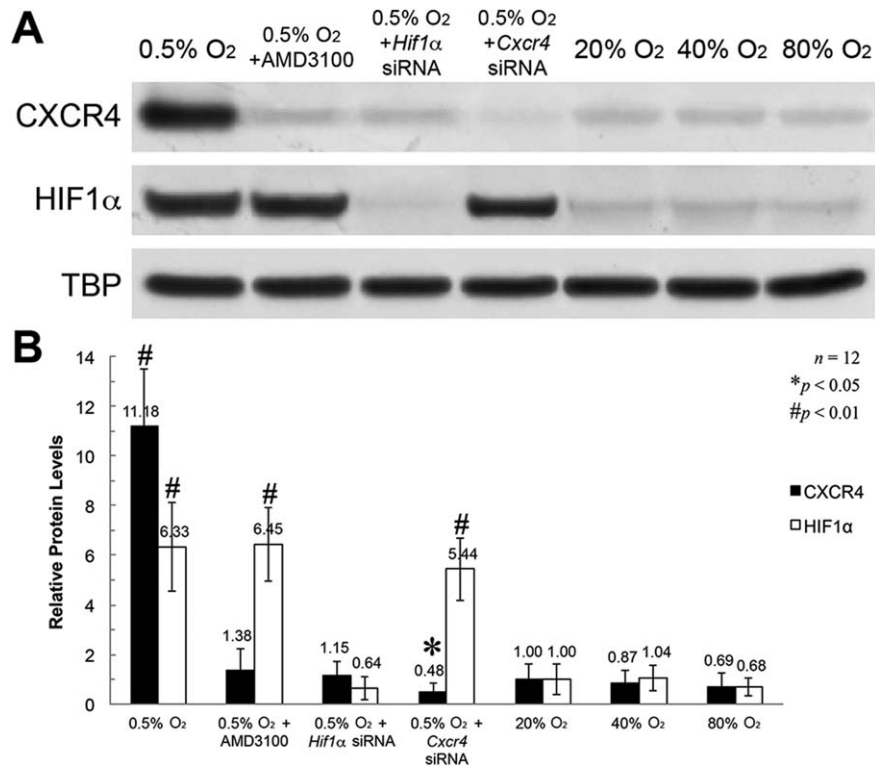 A
0.5% O2
0.5% O2
+AMD3100
0.5% O2
+Hif1α
siRNA
0.5% O2
+Cxcr4
siRNA
20% O2
40% O2
80% O2
CXCR4
HIF1α
TBP
B
Relative Protein Levels
14
12
10
8
6
4
2
0
#
11.18
#
6.33
1.38
#
6.45
1.15
0.64
*
0.48
#
5.44
1.00
1.00
0.87
1.04
0.69
0.68
n = 12
*p < 0.05
#p < 0.01
CXCR4
HIF1α
0.5% O2
0.5% O2 +
AMD3100
0.5% O2 +
Hif1α siRNA
0.5% O2 +
Cxcr4
siRNA
20% O2
40% O2
80% O2